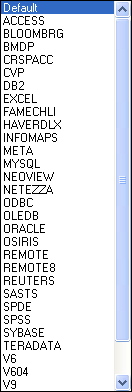 Default
ACCESS
BLOOMBRG
BMDP
CRSPACC
CVP
DB2
EXCEL
FAMECHLI
HAVERDLX
INFOMAPS
META
MYSQL
NEOVIEW
NETEZZA
ODBC
OLEDB
ORACLE
OSIRIS
REMOTE
REMOTE8
REUTERS
SASTS
SPDE
SPSS
SYBASE
TERADATA
V6
V604
V9